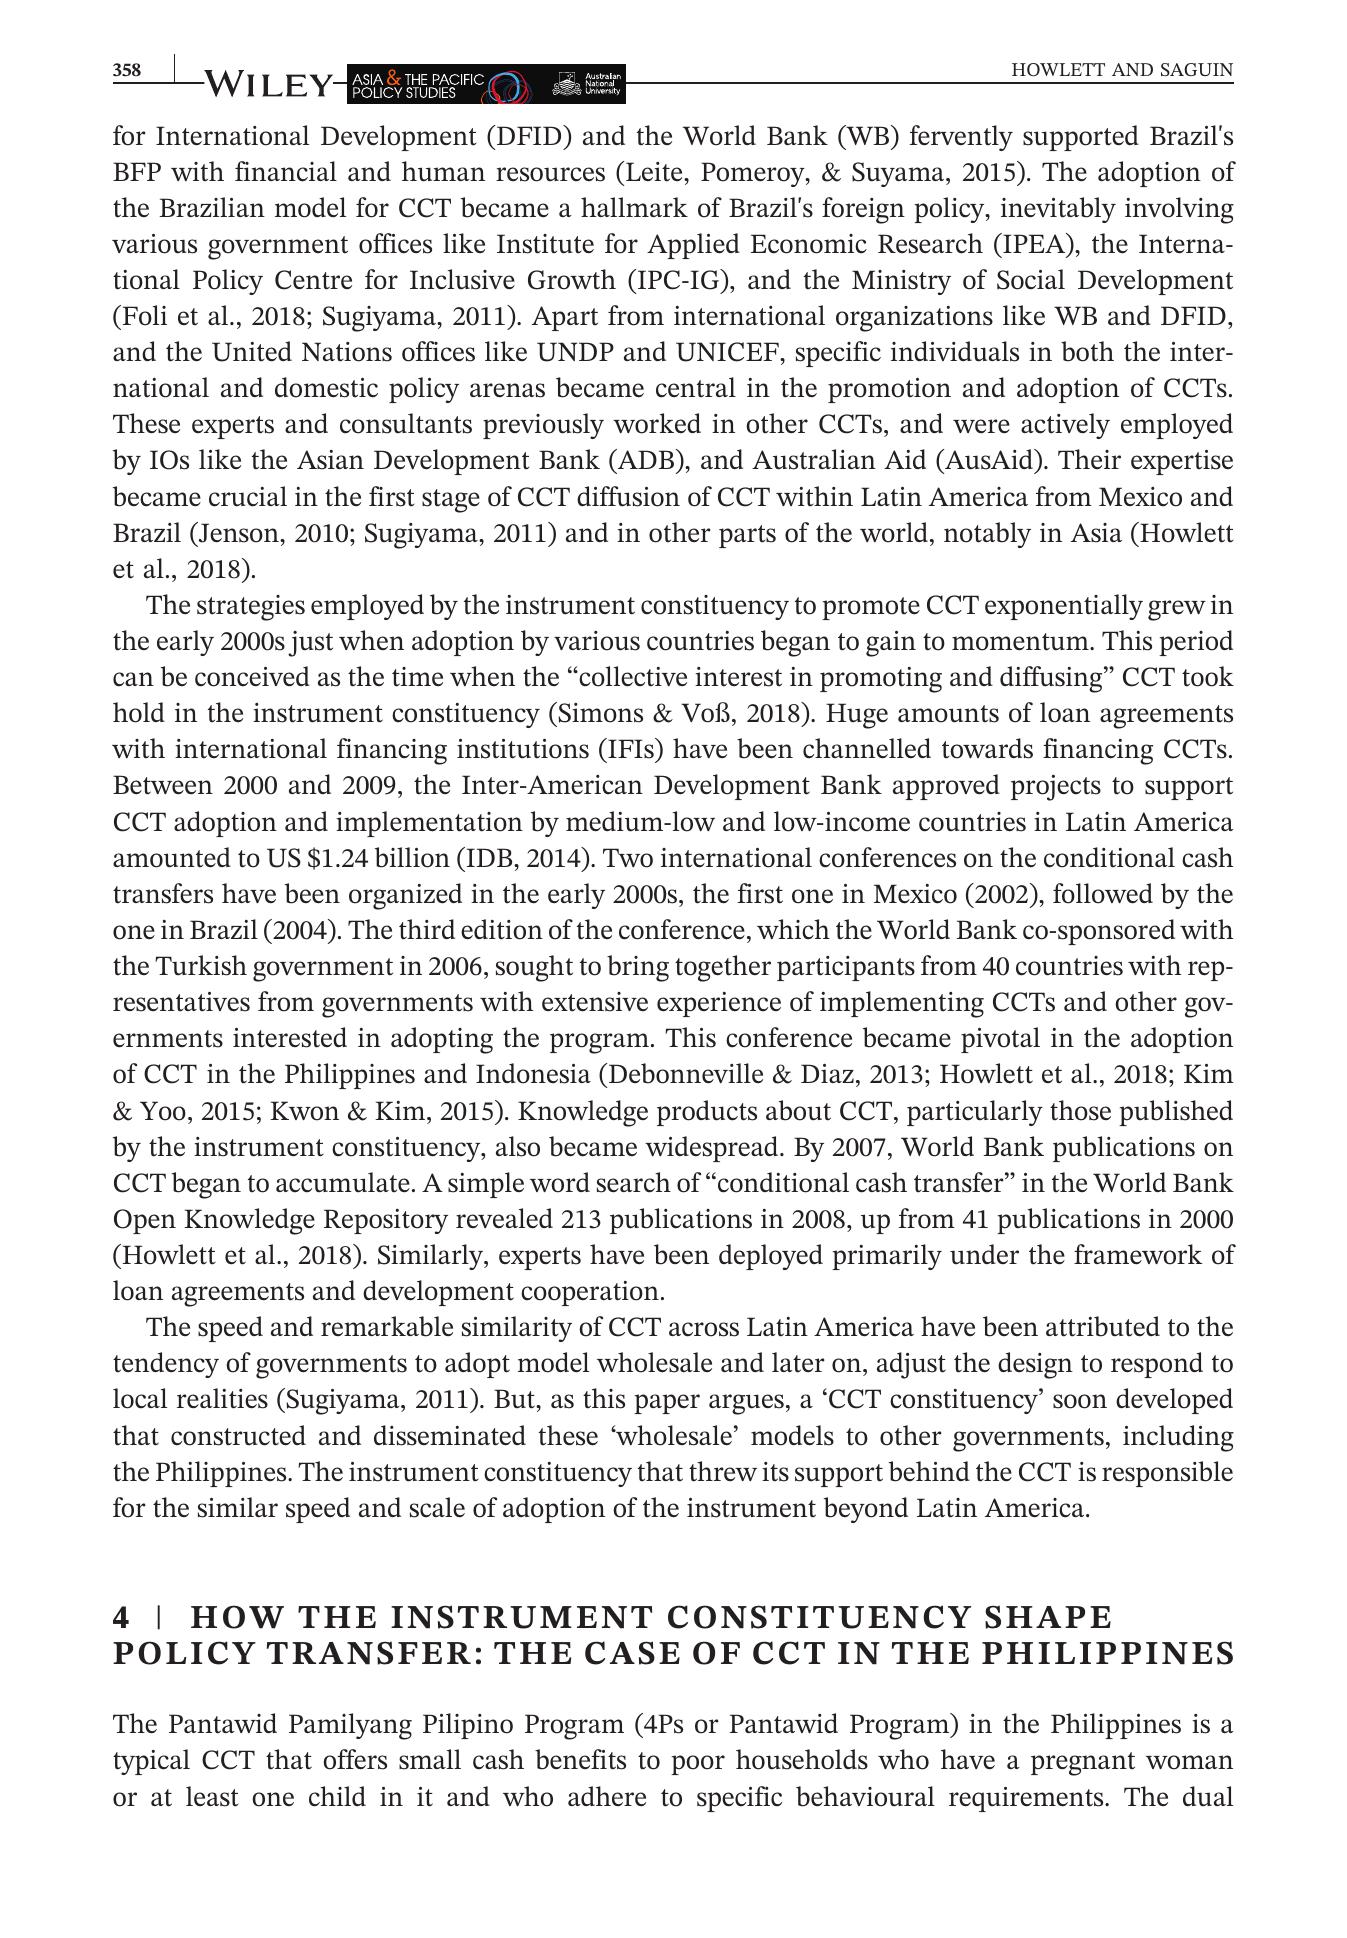 358
WILEY
ASIA & THE PACIFIC
POLICY STUDIES
Australian
National
University
HOWLETT AND SAGUIN
for International Development (DFID) and the World Bank (WB) fervently supported Brazil's
BFP with financial and human resources (Leite, Pomeroy, & Suyama, 2015). The adoption of
the Brazilian model for CCT became a hallmark of Brazil's foreign policy, inevitably involving
various government offices like Institute for Applied Economic Research (IPEA), the Interna-
tional Policy Centre for Inclusive Growth (IPC-IG), and the Ministry of Social Development
(Foli et al., 2018; Sugiyama, 2011). Apart from international organizations like WB and DFID,
and the United Nations offices like UNDP and UNICEF, specific individuals in both the inter-
national and domestic policy arenas became central in the promotion and adoption of CCTs.
These experts and consultants previously worked in other CCTs, and were actively employed
by IOs like the Asian Development Bank (ADB), and Australian Aid (AusAid). Their expertise
became crucial in the first stage of CCT diffusion of CCT within Latin America from Mexico and
Brazil (Jenson, 2010; Sugiyama, 2011) and in other parts of the world, notably in Asia (Howlett
et al., 2018).
The strategies employed by the instrument constituency to promote CCT exponentially grew in
the early 2000s just when adoption by various countries began to gain to momentum. This period
can be conceived as the time when the “collective interest in promoting and diffusing” CCT took
hold in the instrument constituency (Simons & Voß, 2018). Huge amounts of loan agreements
with international financing institutions (IFIs) have been channelled towards financing CCTs.
Between 2000 and 2009, the Inter-American Development Bank approved projects to support
CCT adoption and implementation by medium-low and low-income countries in Latin America
amounted to US $1.24 billion (IDB, 2014). Two international conferences on the conditional cash
transfers have been organized in the early 2000s, the first one in Mexico (2002), followed by the
one in Brazil (2004). The third edition of the conference, which the World Bank co-sponsored with
the Turkish government in 2006, sought to bring together participants from 40 countries with rep-
resentatives from governments with extensive experience of implementing CCTs and other gov-
ernments interested in adopting the program. This conference became pivotal in the adoption
of CCT in the Philippines and Indonesia (Debonneville & Diaz, 2013; Howlett et al., 2018; Kim
& Yoo, 2015; Kwon & Kim, 2015). Knowledge products about CCT, particularly those published
by the instrument constituency, also became widespread. By 2007, World Bank publications on
CCT began to accumulate. A simple word search of “conditional cash transfer” in the World Bank
Open Knowledge Repository revealed 213 publications in 2008, up from 41 publications in 2000
(Howlett et al., 2018). Similarly, experts have been deployed primarily under the framework of
loan agreements and development cooperation.
The speed and remarkable similarity of CCT across Latin America have been attributed to the
tendency of governments to adopt model wholesale and later on, adjust the design to respond to
local realities (Sugiyama, 2011). But, as this paper argues, a ‘CCT constituency’ soon developed
that constructed and disseminated these ‘wholesale’ models to other governments, including
the Philippines. The instrument constituency that threw its support behind the CCT is responsible
for the similar speed and scale of adoption of the instrument beyond Latin America.
4 | HOW THE INSTRUMENT CONSTITUENCY SHAPE
POLICY TRANSFER: THE CASE OF CCT IN THE PHILIPPINES
The Pantawid Pamilyang Pilipino Program (4Ps or Pantawid Program) in the Philippines is a
typical CCT that offers small cash benefits to poor households who have a pregnant woman
or at least one child in it and who adhere to specific behavioural requirements. The dual